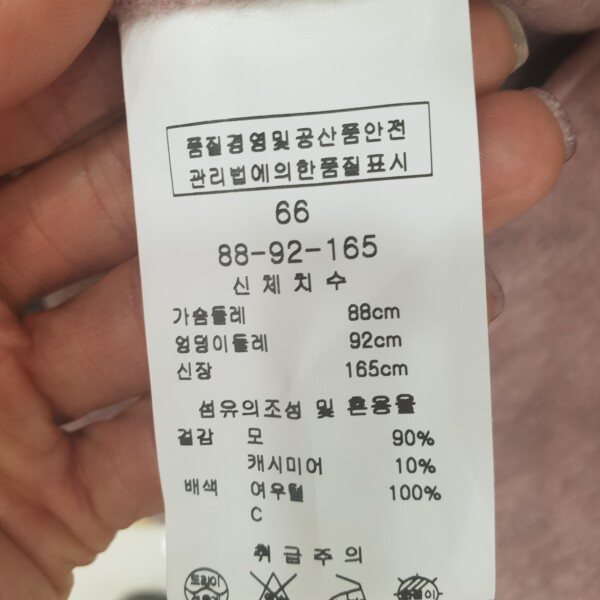 품질경영및공산품안전
관리법에의한품질표시
66
88-92-165
신체치수
가슴둘레 88cm
엉덩이둘레 92cm
신장 165cm
섬유의조성 및 혼용율
겉감 모 90%
캐시미어 10%
배색 여우털 100%
C
취급주의
드라이